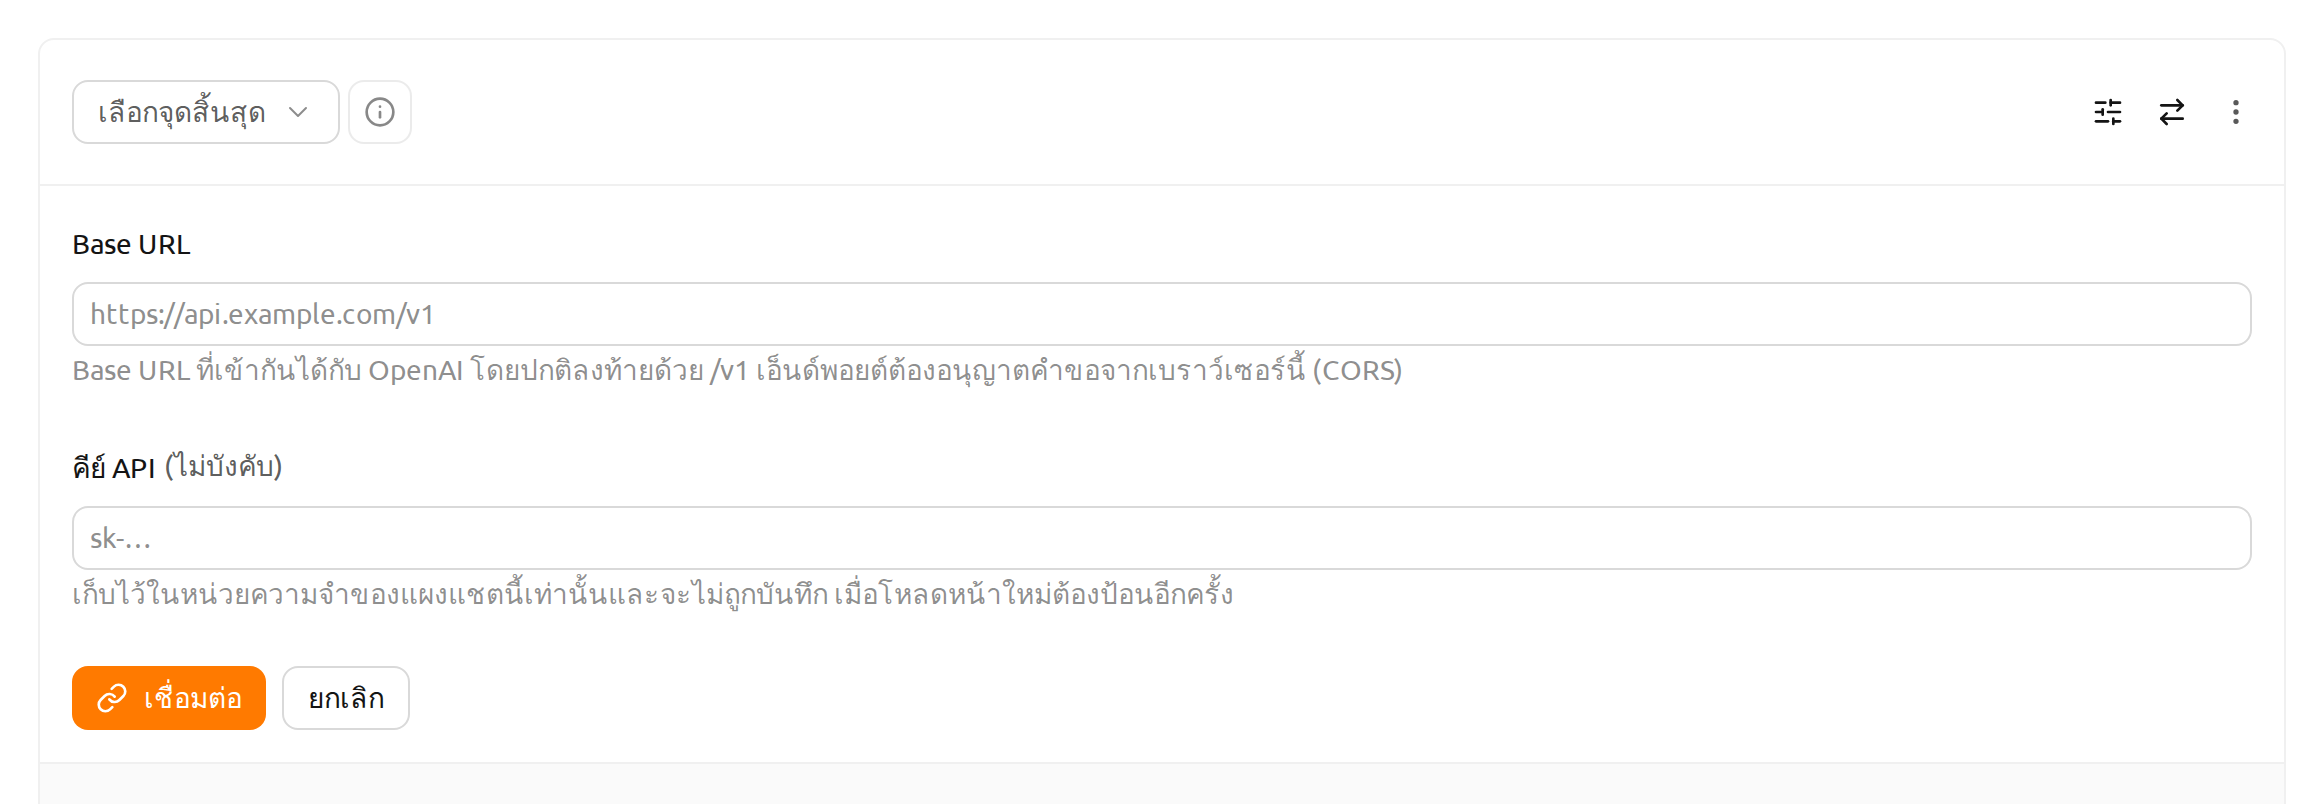 เลือกจุดสิ้นสุด
Base URL
https://api.example.com/v1
Base URL ที่เข้ากันได้กับ OpenAI โดยปกติลงท้ายด้วย /v1 เอ็นด์พอยต์ต้องอนุญาตคำขอจากเบราว์เซอร์นี้ (CORS)
คีย์ API (ไม่บังคับ)
sk-...
เก็บไว้ในหน่วยความจำของแผงแชตนี้เท่านั้นและจะไม่ถูกบันทึก เมื่อโหลดหน้าใหม่ต้องป้อนอีกครั้ง
เชื่อมต่อ ยกเลิก